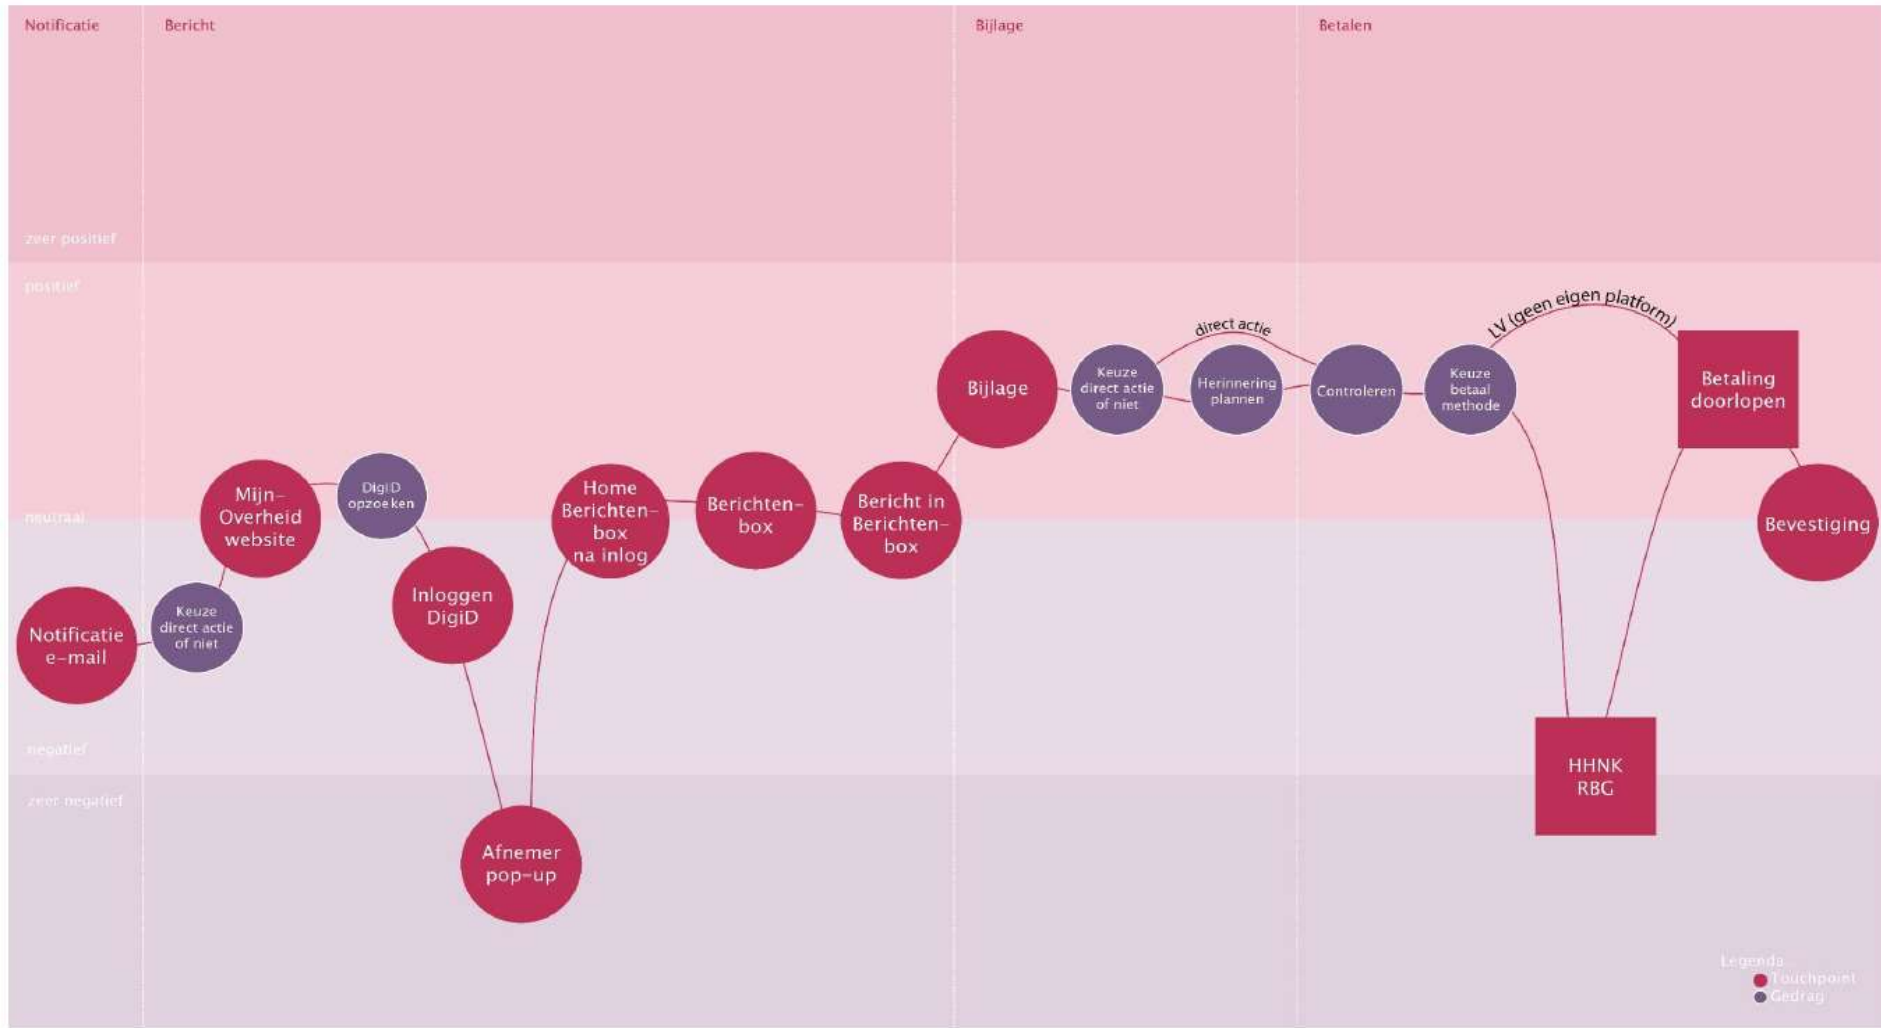 Notificatie
Bericht
Bijlage
Betalen
zeer positief
positief
neutraal
negatief
zeer negatief
Notificatie
e-mail
Keuze
direct actie
of niet
Mijn-
Overheid
website
DigiD
opzoeken
Inloggen
DigiD
Afnemer
pop-up
Home
Berichten-
box
na inlog
Berichten-
box
Bericht in
Berichten-
box
Bijlage
Keuze
direct actie
of niet
direct actie
Herinnering
plannen
Controleren
Keuze
betaal
methode
LV (geen eigen platform)
HHNK
RBG
Betaling
doorlopen
Bevestiging
Legenda
Touchpoint
Gedrag